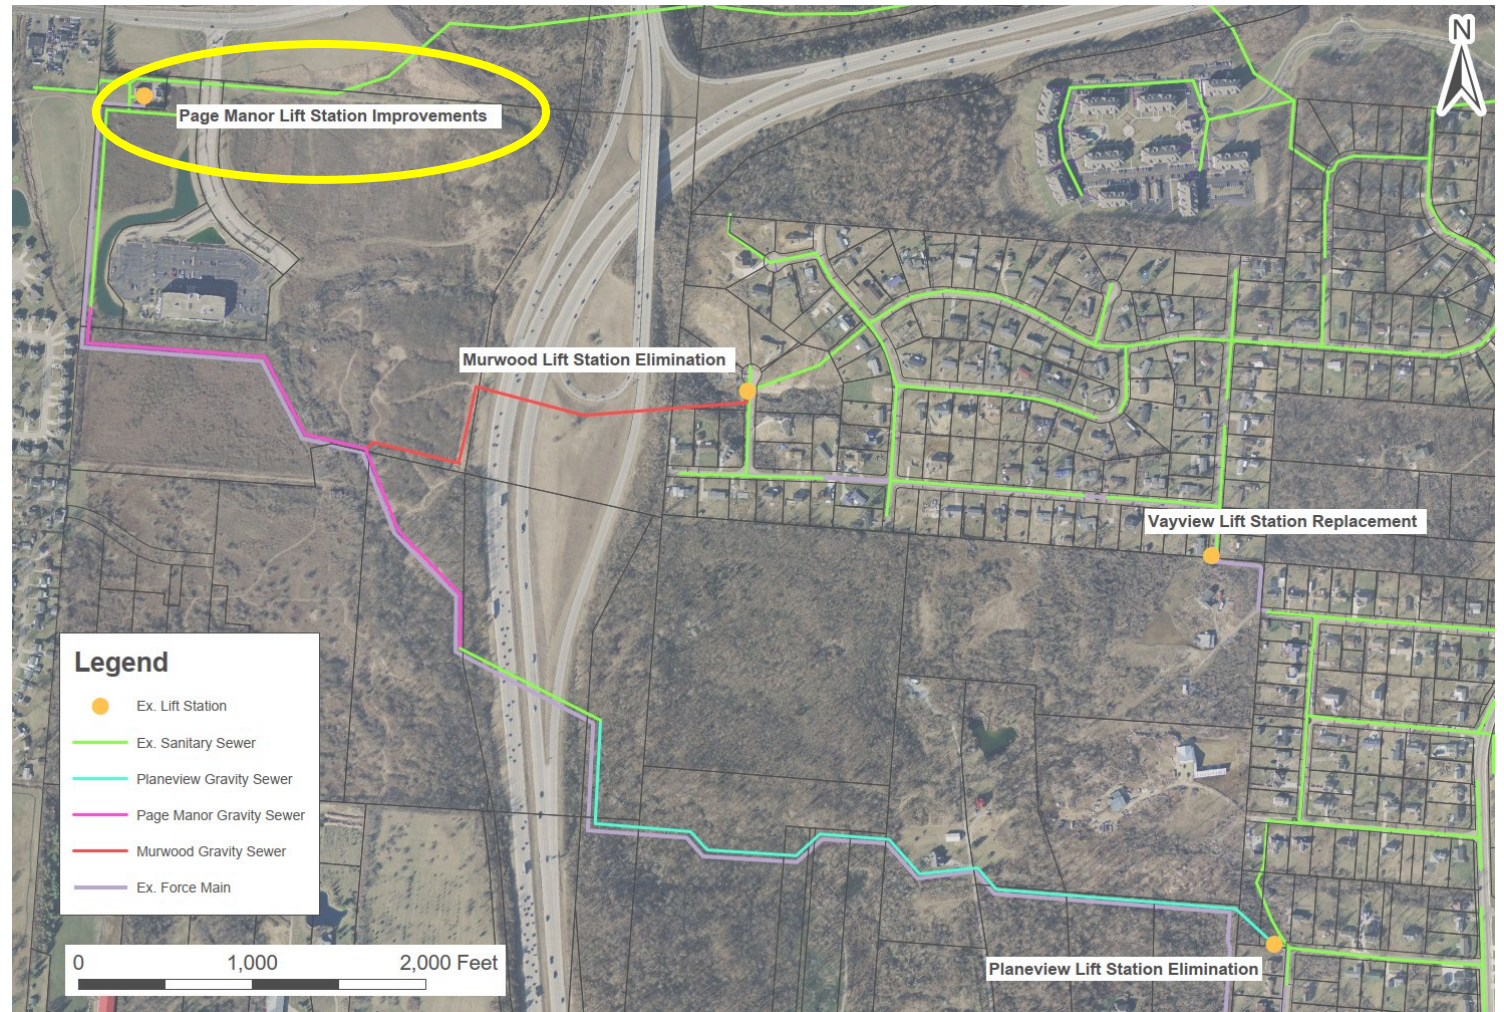 N
Page Manor Lift Station Improvements
Murwood Lift Station Elimination
Vayview Lift Station Replacement
Legend
Ex. Lift Station
Ex. Sanitary Sewer
Planeview Gravity Sewer
Page Manor Gravity Sewer
Murwood Gravity Sewer
Ex. Force Main
0 1,000 2,000 Feet
Planeview Lift Station Elimination